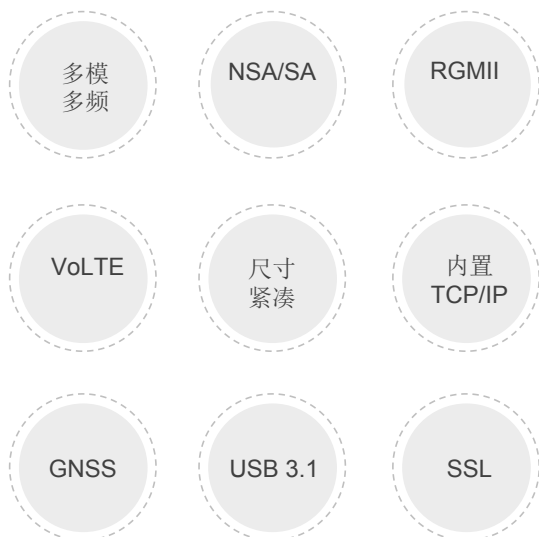 多模
多频
NSA/SA
RGMII
VoLTE
尺寸
紧凑
内置
TCP/IP
GNSS
USB 3.1
SSL